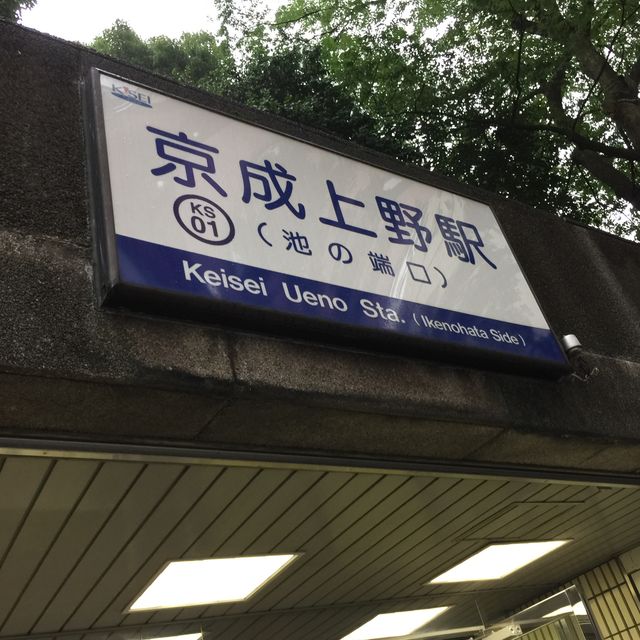 KEISEI
京成上野駅
KS
01
(池の端口)
Keisei Ueno Sta. (Ikenohata Side)